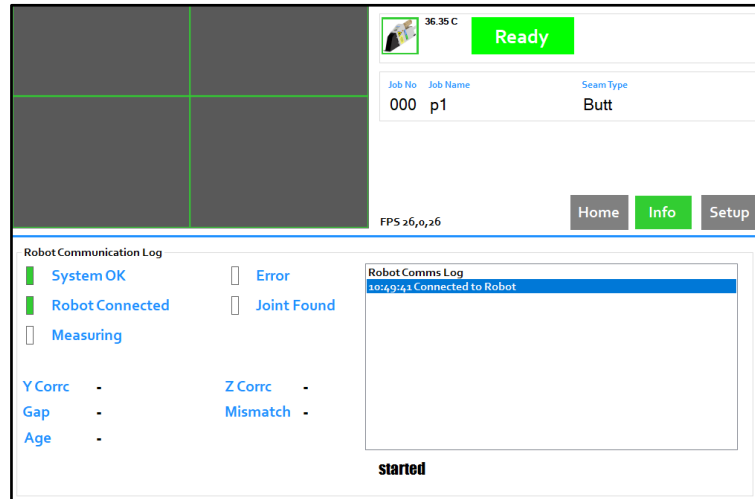 36.35 C
Ready
Job No Job Name Seam Type
000 p1 Butt
FPS 26,0,26
Home Info Setup
Robot Communication Log
System OK Error
Robot Connected Joint Found
Measuring
Robot Comms Log
10:49:41 Connected to Robot
Y Corrc - Z Corrc -
Gap - Mismatch -
Age -
started